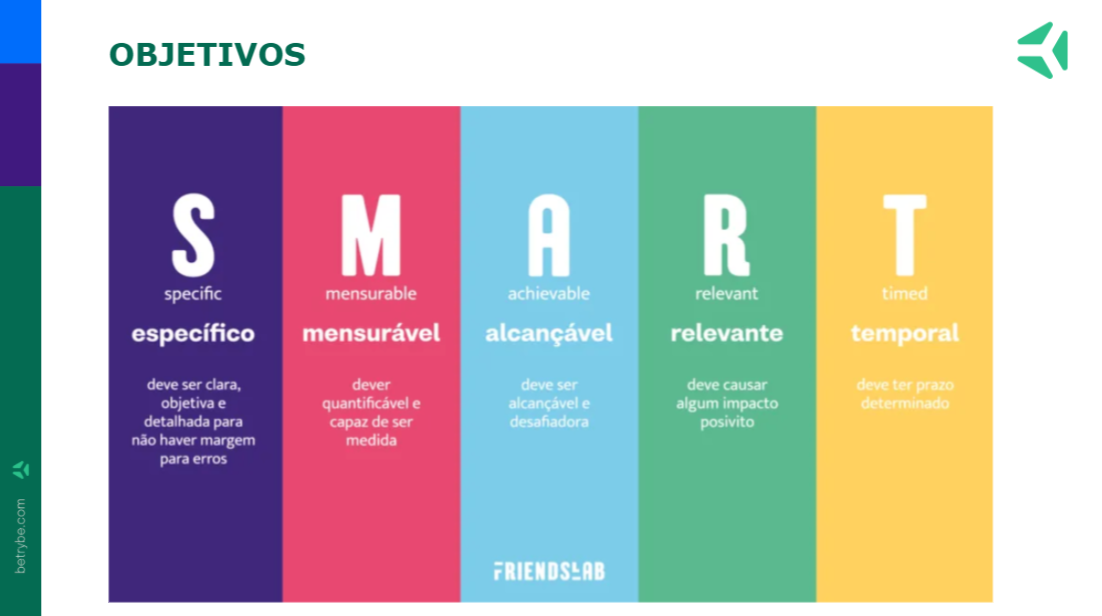 OBJETIVOS
S
specific
específico
deve ser clara,
objetiva e
detalhada para
não haver margem
para erros
M
mensurable
mensurável
dever
quantificável e
capaz de ser
medida
A
achievable
alcançável
deve ser
alcançável e
desafiadora
R
relevant
relevante
deve causar
algum impacto
posivito
T
timed
temporal
deve ter prazo
determinado
FRIENDSLAB
betrybe.com